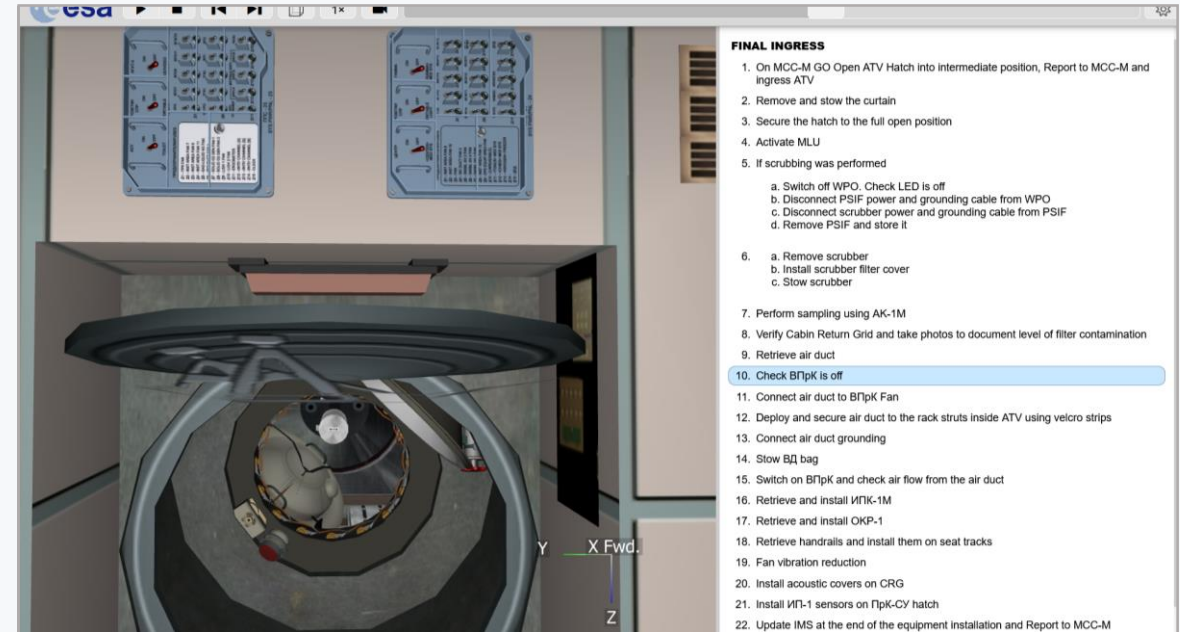 esa
1x
FINAL INGRESS
1. On MCC-M GO Open ATV Hatch into intermediate position, Report to MCC-M and
ingress ATV
2. Remove and stow the curtain
3. Secure the hatch to the full open position
4. Activate MLU
5. If scrubbing was performed
a. Switch off WPO. Check LED is off
b. Disconnect PSIF power and grounding cable from WPO
c. Disconnect scrubber power and grounding cable from PSIF
d. Remove PSIF and store it
6. a. Remove scrubber
b. Install scrubber filter cover
c. Stow scrubber
7. Perform sampling using AK-1M
8. Verify Cabin Return Grid and take photos to document level of filter contamination
9. Retrieve air duct
10. Check ВПрК is off
11. Connect air duct to ВПрК Fan
12. Deploy and secure air duct to the rack struts inside ATV using velcro strips
13. Connect air duct grounding
14. Stow ВД bag
15. Switch on ВПрК and check air flow from the air duct
16. Retrieve and install ИПК-1М
17. Retrieve and install OKP-1
18. Retrieve handrails and install them on seat tracks
19. Fan vibration reduction
20. Install acoustic covers on CRG
21. Install ИП-1 sensors on ПрК-СУ hatch
22. Update IMS at the end of the equipment installation and Report to MCC-M
Y X Fwd.
Z